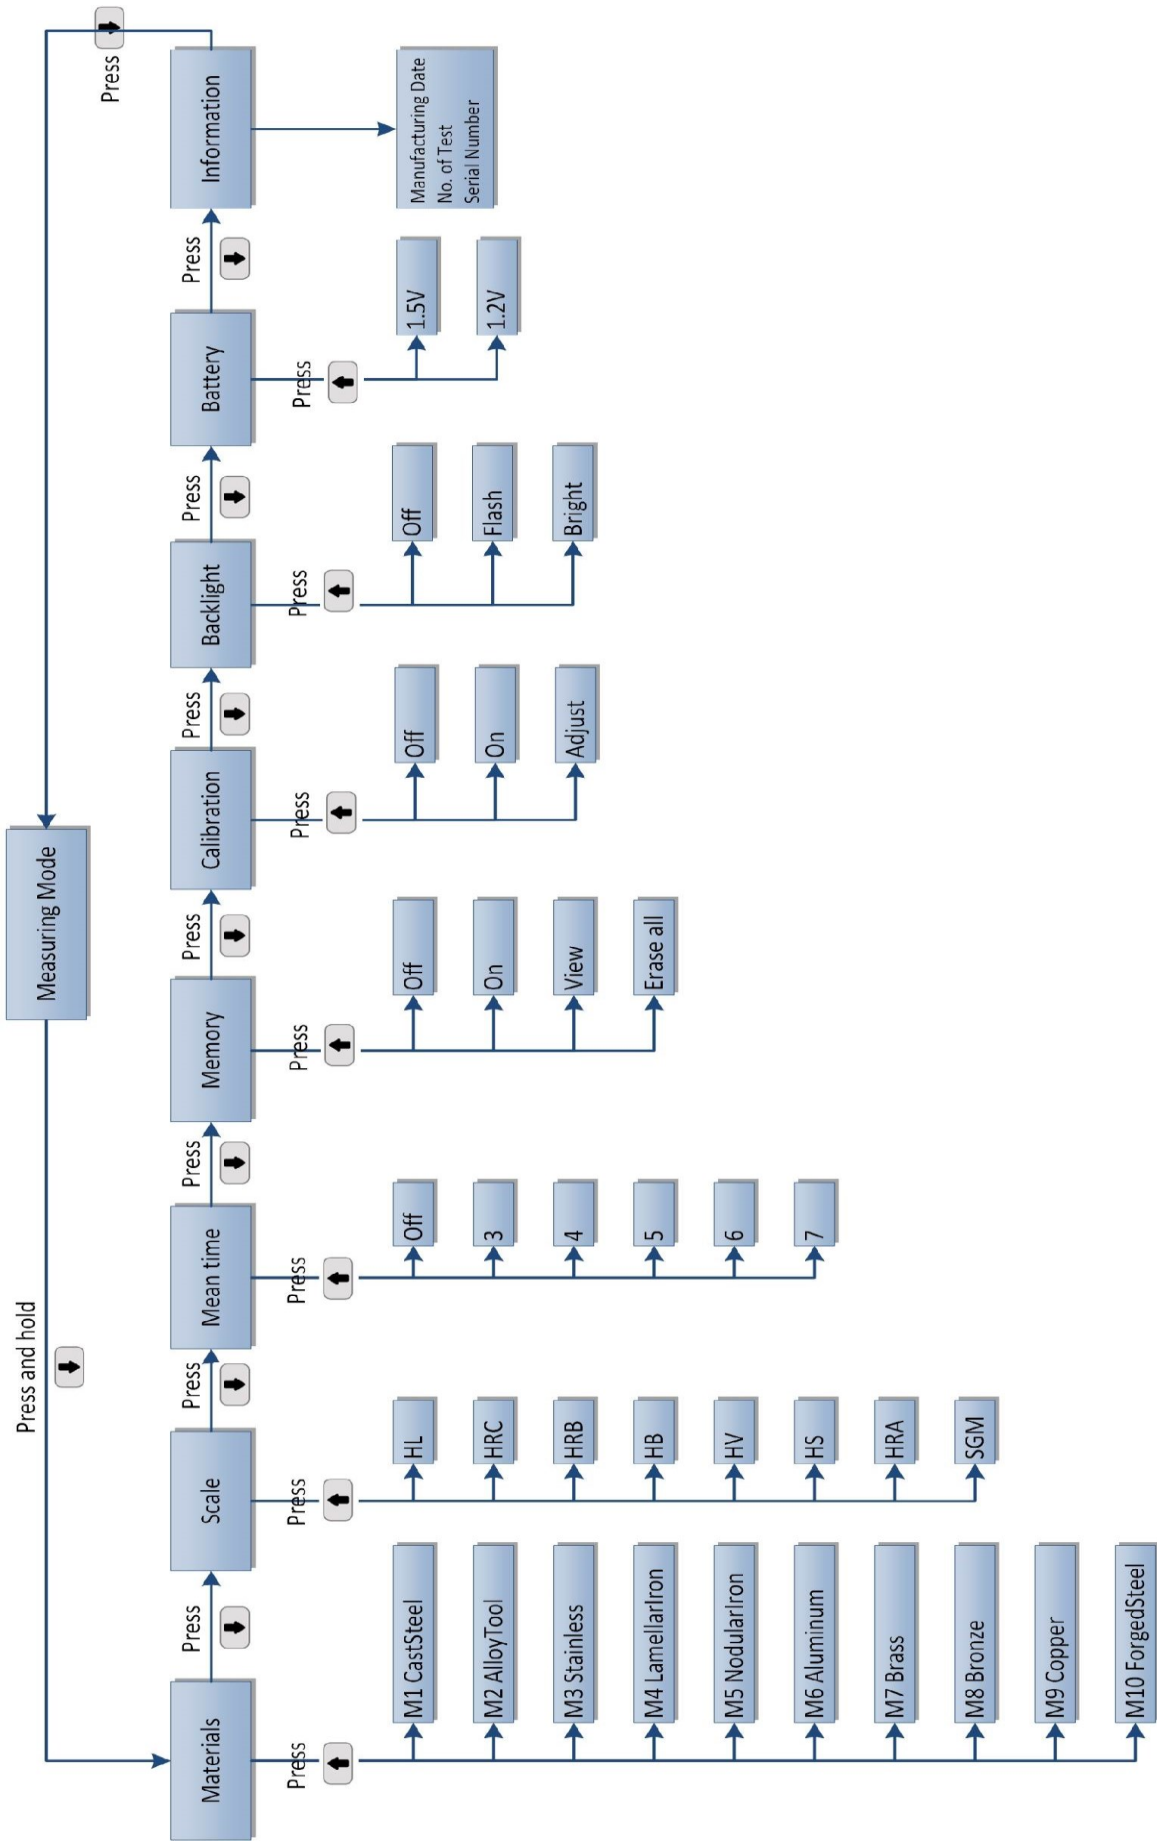 Measuring Mode
Press and hold
Press
Materials
Press
Scale
Press
Mean time
Press
Memory
Press
Calibration
Press
Backlight
Press
Battery
Press
Information
Press
M1 CastSteel
M2 AlloyTool
M3 Stainless
M4 LamellarIron
M5 NodularIron
M6 Aluminum
M7 Brass
M8 Bronze
M9 Copper
M10 ForgedSteel
Press
HL
HRC
HRB
HB
HV
HS
HRA
SGM
Press
Off
3
4
5
6
7
Press
Off
On
View
Erase all
Press
Off
On
Adjust
Press
Off
Flash
Bright
Press
1.5V
1.2V
Manufacturing Date
No. of Test
Serial Number